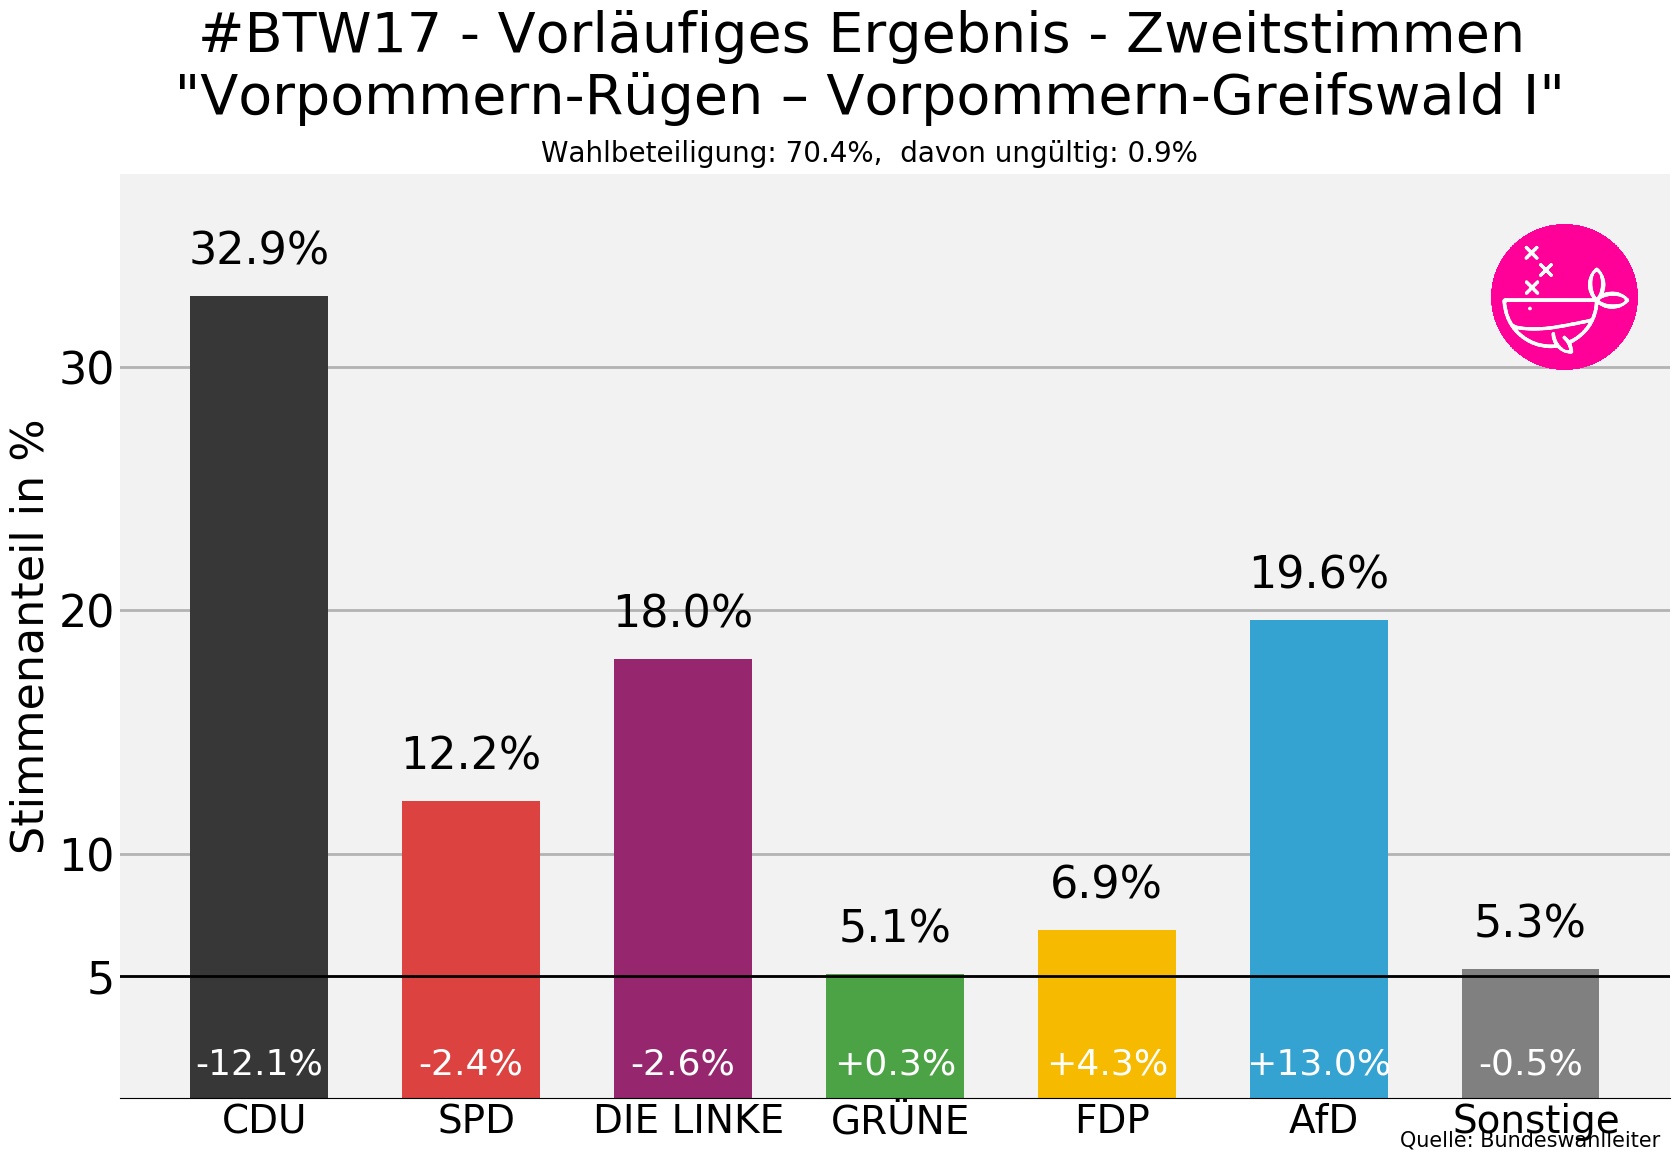 #BTW17 - Vorläufiges Ergebnis - Zweitstimmen
"Vorpommern-Rügen – Vorpommern-Greifswald I"
Wahlbeteiligung: 70.4%,  davon ungültig: 0.9%
Stimmenanteil in %
30
20
10
5
32.9%
12.2%
18.0%
5.1%
6.9%
19.6%
5.3%
-12.1%
-2.4%
-2.6%
+0.3%
+4.3%
+13.0%
-0.5%
CDU
SPD
DIE LINKE
GRÜNE
FDP
AfD
Sonstige
Quelle: Bundeswahlleiter